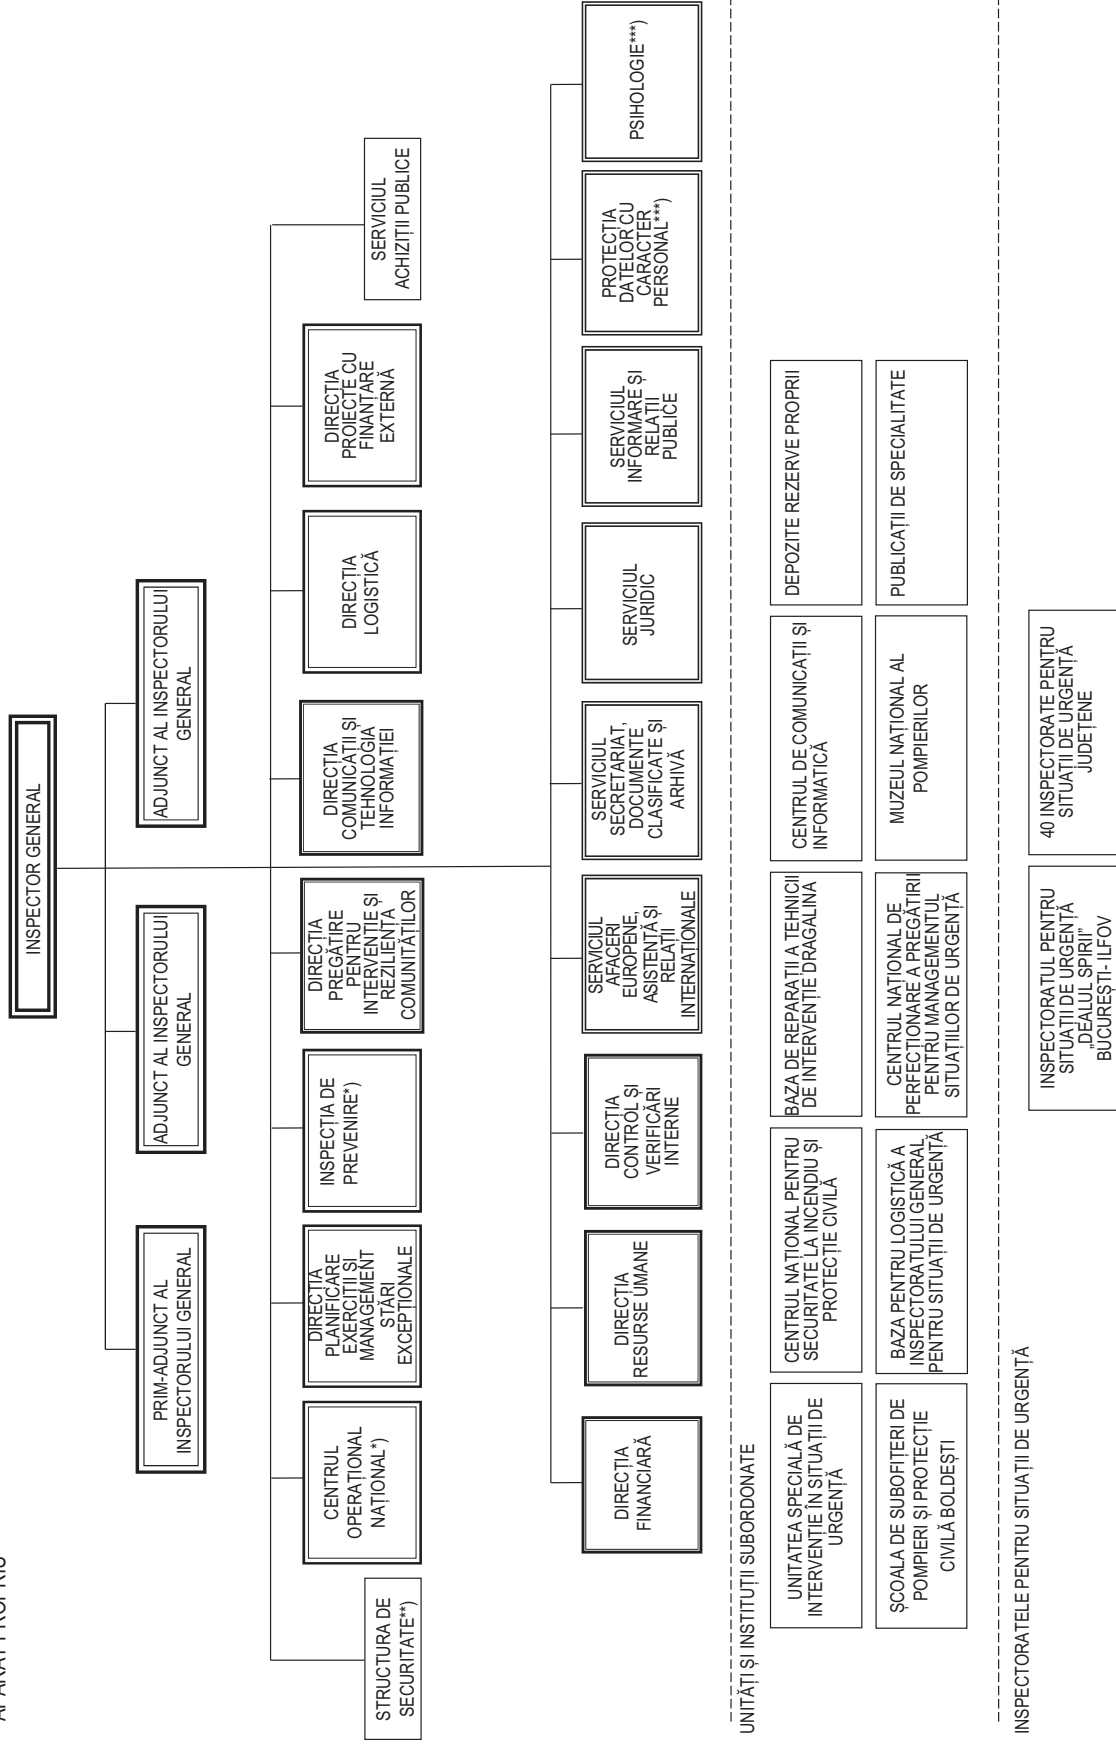 APARAT PROPRIU
INSPECTOR GENERAL
PRIM-ADJUNCT AL
INSPECTORULUI GENERAL
ADJUNCT AL INSPECTORULUI
GENERAL
ADJUNCT AL INSPECTORULUI
GENERAL
STRUCTURA DE
SECURITATE**)
CENTRUL
OPERAȚIONAL
NAȚIONAL*)
DIRECȚIA
PLANIFICARE
EXERCIȚII ȘI
MANAGEMENT
STĂRI
EXCEPȚIONALE
INSPECȚIA DE
PREVENIRE*)
DIRECȚIA
PREGĂTIRE
PENTRU
INTERVENȚIE ȘI
REZILIENȚA
COMUNITĂȚILOR
DIRECȚIA
COMUNICAȚII ȘI
TEHNOLOGIA
INFORMAȚIEI
DIRECȚIA
LOGISTICĂ
DIRECȚIA
PROIECTE CU
FINANȚARE
EXTERNĂ
SERVICIUL
ACHIZIȚII PUBLICE
DIRECȚIA
FINANCIARĂ
DIRECȚIA
RESURSE UMANE
DIRECȚIA
CONTROL ȘI
VERIFICĂRI
INTERNE
SERVICIUL
AFACERI
EUROPENE,
ASISTENȚĂ ȘI
RELAȚII
INTERNAȚIONALE
SERVICIUL
SECRETARIAT,
DOCUMENTE
CLASIFICATE ȘI
ARHIVĂ
SERVICIUL
JURIDIC
SERVICIUL
INFORMARE ȘI
RELAȚII
PUBLICE
PROTECȚIA
DATELOR CU
CARACTER
PERSONAL***)
PSIHOLOGIE***)
UNITĂȚI ȘI INSTITUȚII SUBORDONATE
UNITATEA SPECIALĂ DE
INTERVENȚIE ÎN SITUAȚII DE
URGENȚĂ
CENTRUL NAȚIONAL PENTRU
SECURITATE LA INCENDIU ȘI
PROTECȚIE CIVILĂ
BAZA DE REPARAȚII A TEHNICII
DE INTERVENȚIE DRAGALINA
CENTRUL DE COMUNICAȚII ȘI
INFORMATICĂ
DEPOZITE REZERVE PROPRII
ȘCOALA DE SUBOFIȚERI DE
POMPIERI ȘI PROTECȚIE
CIVILĂ BOLDEȘTI
BAZA PENTRU LOGISTICĂ A
INSPECTORATULUI GENERAL
PENTRU SITUAȚII DE URGENȚĂ
CENTRUL NAȚIONAL DE
PERFECȚIONARE A PREGĂTIRII
PENTRU MANAGEMENTUL
SITUAȚIILOR DE URGENȚĂ
MUZEUL NAȚIONAL AL
POMPIERILOR
PUBLICAȚII DE SPECIALITATE
INSPECTORATELE PENTRU SITUAȚII DE URGENȚĂ
INSPECTORATUL PENTRU
SITUAȚII DE URGENȚĂ
„DEALUL SPIRII”
BUCUREȘTI- ILFOV
40 INSPECTORATE PENTRU
SITUAȚII DE URGENȚĂ
JUDEȚENE